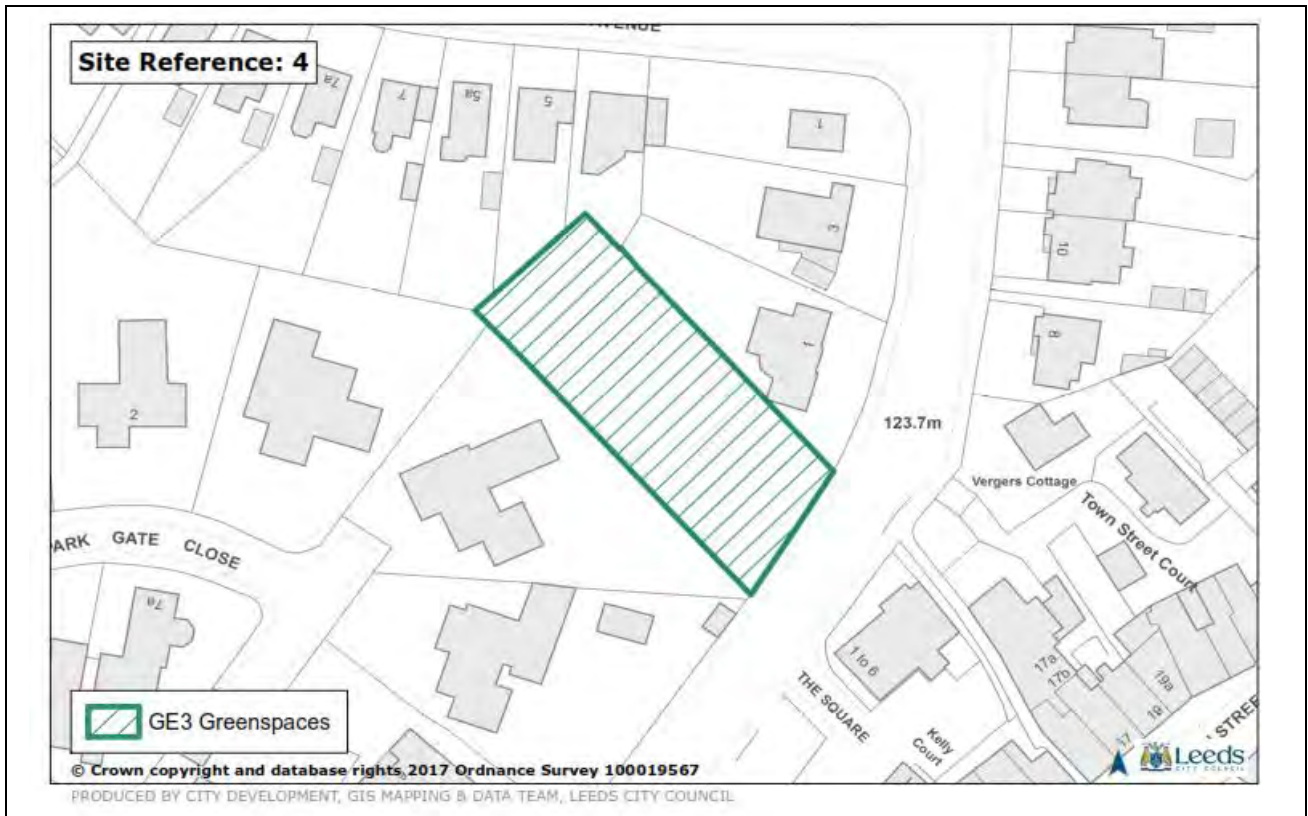 AVENUE
Site Reference: 4
7a
7
5a
5
1
3
10
1
8
2
123.7m
Vergers Cottage
Town Street Court
PARK GATE CLOSE
7a
1 to 6
17a
17b
19a
THE SQUARE
19
STREET
Kelly
Court
17
GE3 Greenspaces
Leeds
CITY COUNCIL
© Crown copyright and database rights 2017 Ordnance Survey 100019567
PRODUCED BY CITY DEVELOPMENT, GIS MAPPING & DATA TEAM, LEEDS CITY COUNCIL